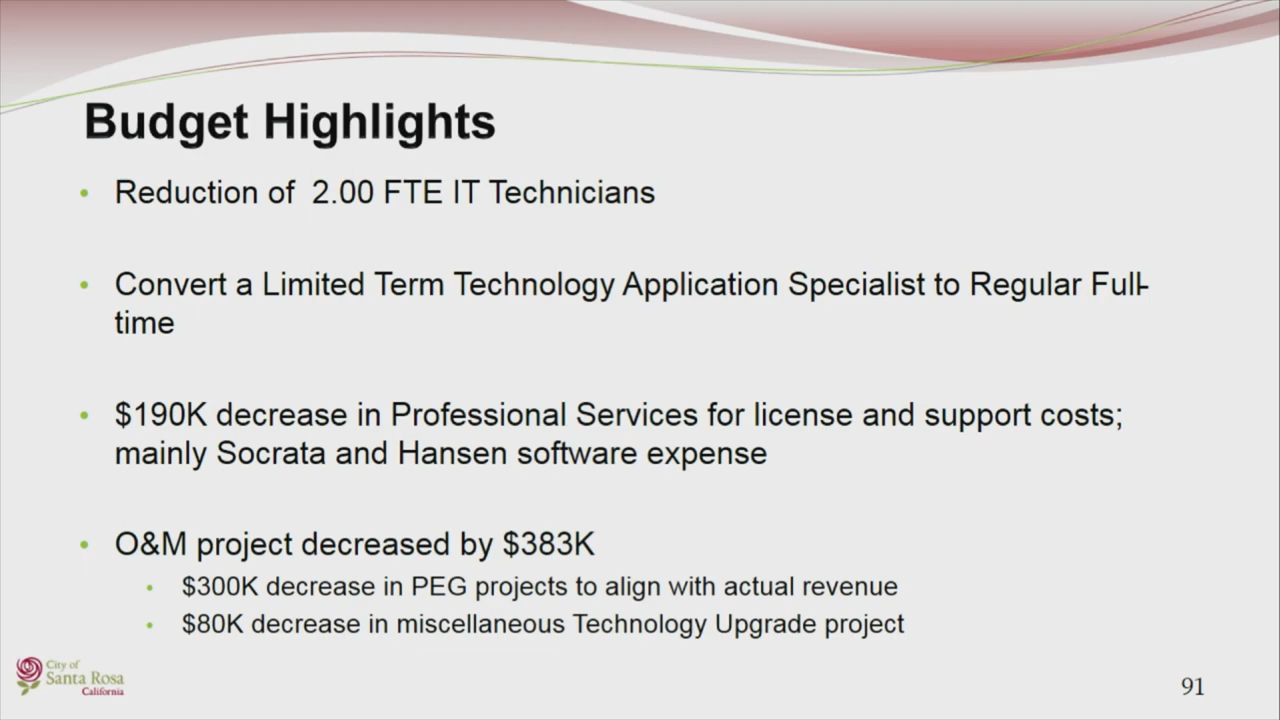 Budget Highlights
• Reduction of 2.00 FTE IT Technicians
• Convert a Limited Term Technology Application Specialist to Regular Full-
time
• $190K decrease in Professional Services for license and support costs;
mainly Socrata and Hansen software expense
• O&M project decreased by $383K
• $300K decrease in PEG projects to align with actual revenue
• $80K decrease in miscellaneous Technology Upgrade project
City of
Santa Rosa
California
91